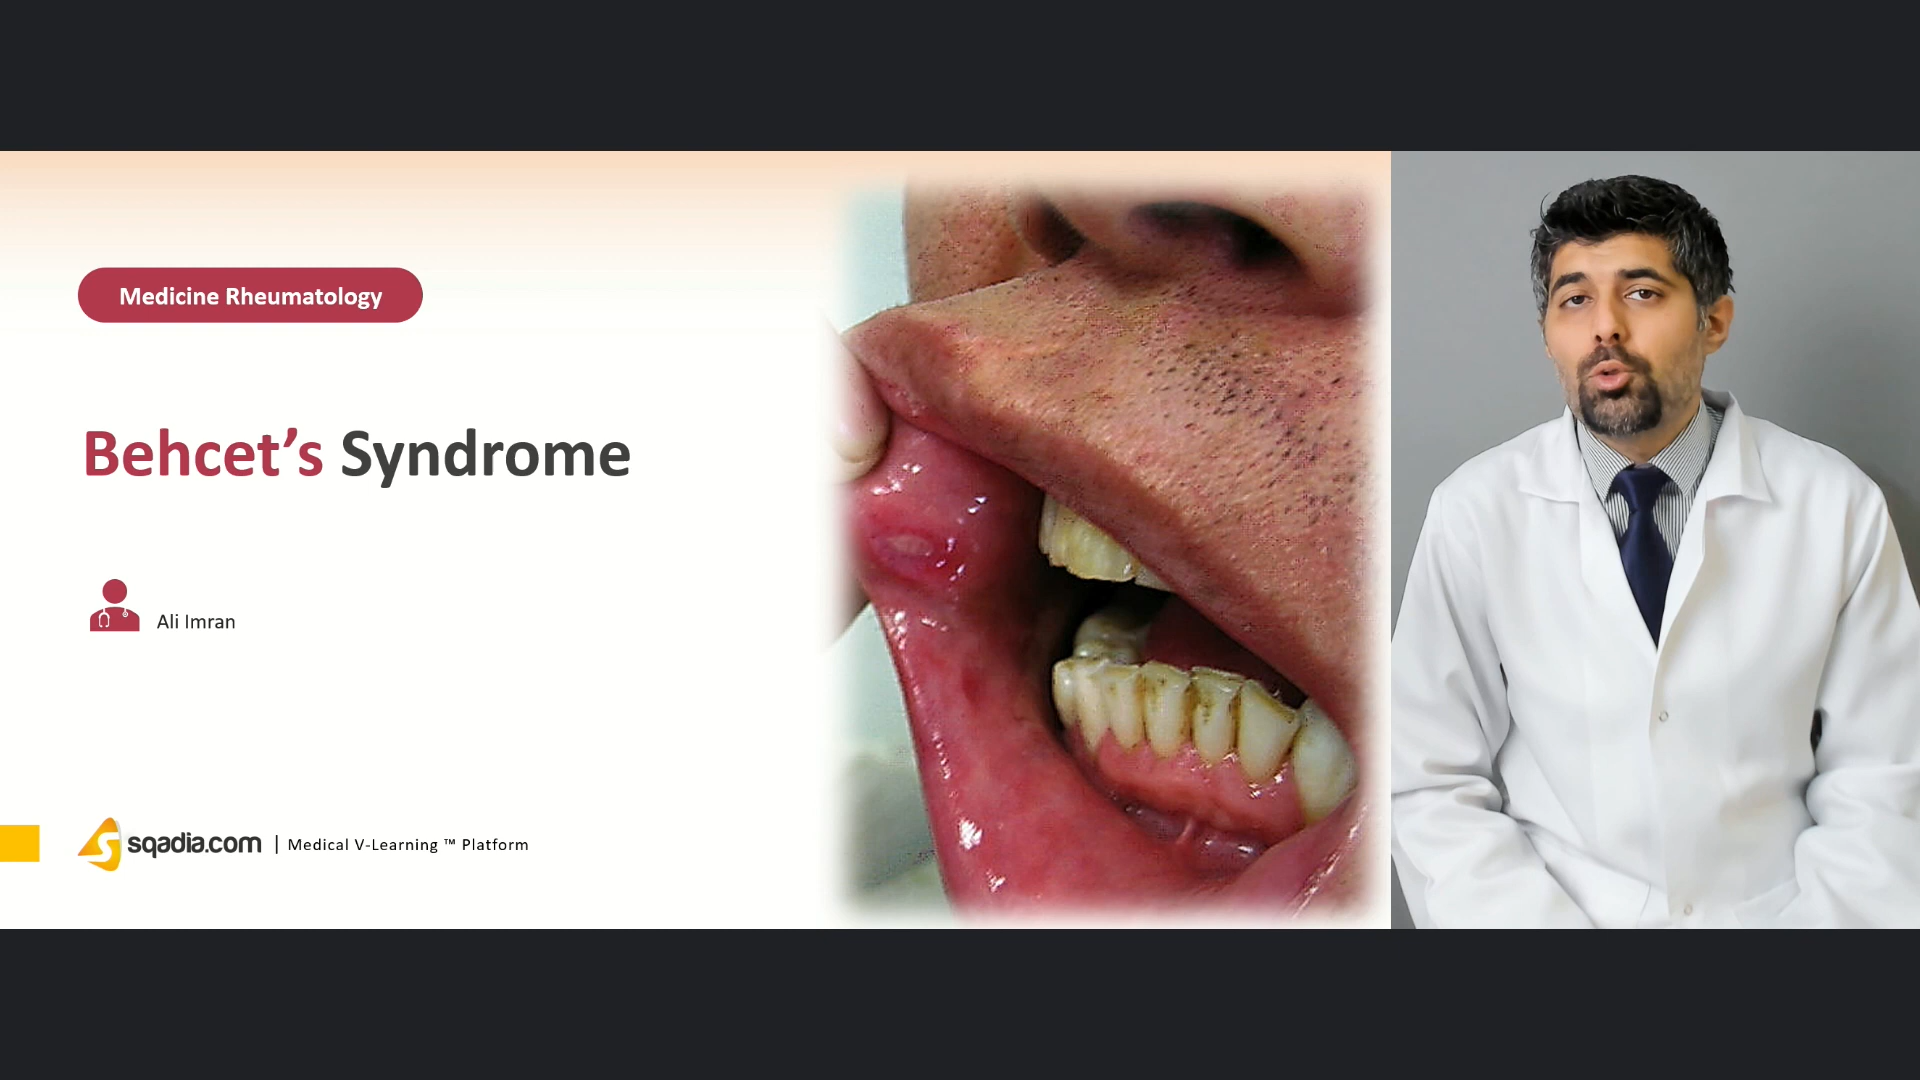 Medicine Rheumatology
Behcet’s Syndrome
Ali Imran
sqadia.com | Medical V-Learning ™ Platform